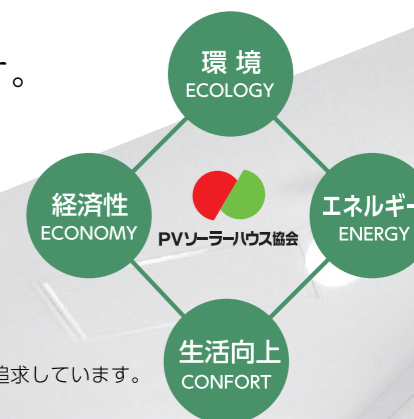 す。
環 境
ECOLOGY
経済性
ECONOMY
PVソーラーハウス協会
エネルギー
ENERGY
生活向上
CONFORT
追求しています。